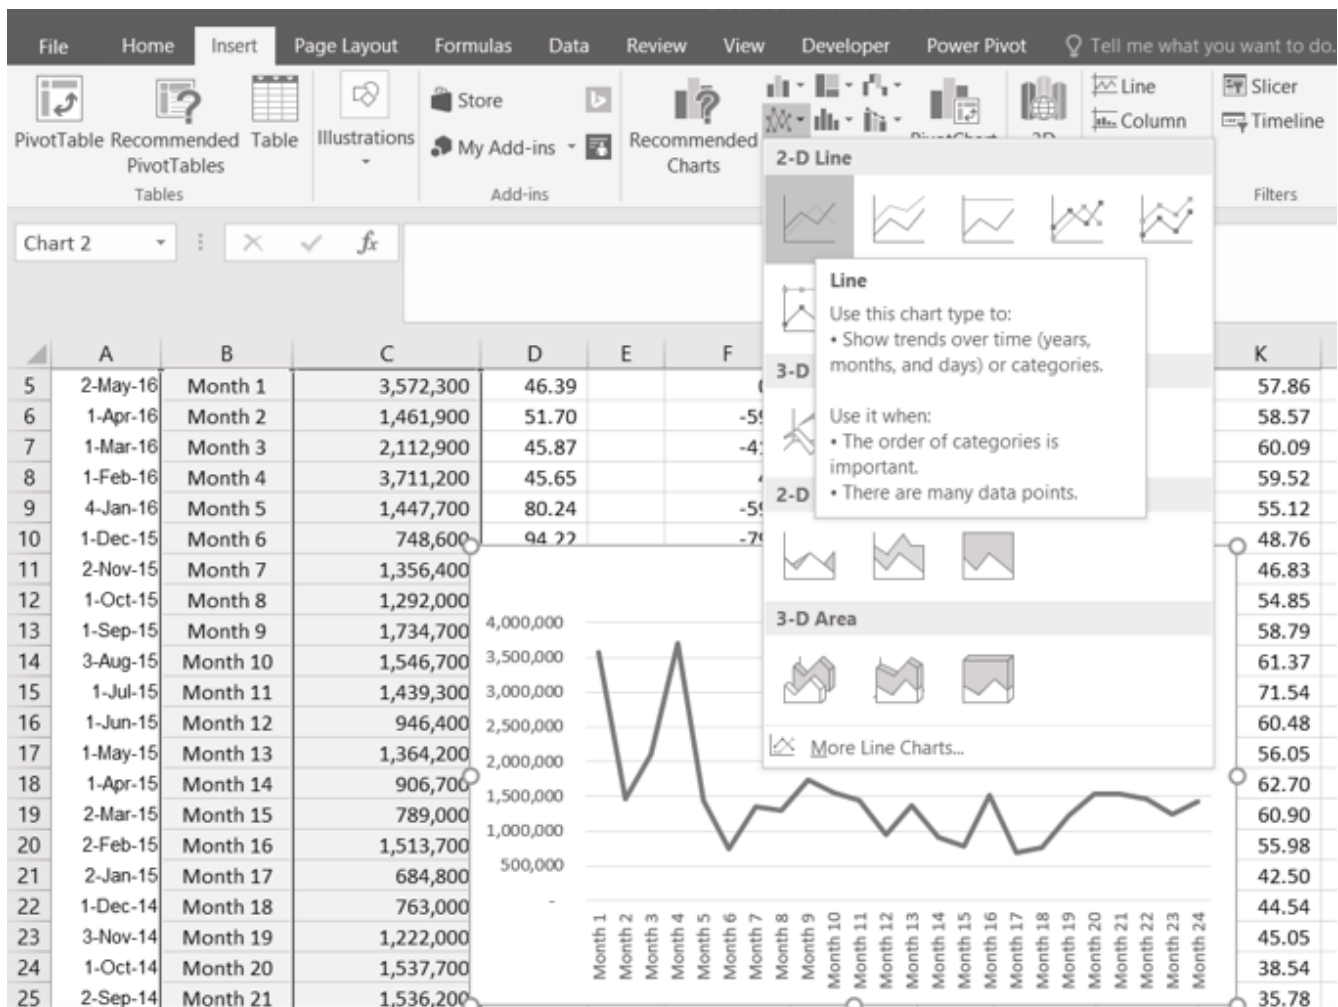 File Home Insert Page Layout Formulas Data Review View Developer Power Pivot Tell me what you want to do.
PivotTable Recommended PivotTables Table
Tables
Illustrations
Store
My Add-ins
Add-ins
Recommended Charts
Line
Column
Slicer
Timeline
Filters
Chart 2 fx
2-D Line
Line
Use this chart type to:
• Show trends over time (years,
months, and days) or categories.
Use it when:
• The order of categories is
important.
• There are many data points.
3-D
2-D
3-D Area
More Line Charts...
A B C D E F K
5 2-May-16 Month 1 3,572,300 46.39 57.86
6 1-Apr-16 Month 2 1,461,900 51.70 58.57
7 1-Mar-16 Month 3 2,112,900 45.87 60.09
8 1-Feb-16 Month 4 3,711,200 45.65 59.52
9 4-Jan-16 Month 5 1,447,700 80.24 55.12
10 1-Dec-15 Month 6 748,600 94.22 48.76
11 2-Nov-15 Month 7 1,356,400 46.83
12 1-Oct-15 Month 8 1,292,000 54.85
13 1-Sep-15 Month 9 1,734,700 58.79
14 3-Aug-15 Month 10 1,546,700 61.37
15 1-Jul-15 Month 11 1,439,300 71.54
16 1-Jun-15 Month 12 946,400 60.48
17 1-May-15 Month 13 1,364,200 56.05
18 1-Apr-15 Month 14 906,700 62.70
19 2-Mar-15 Month 15 789,000 60.90
20 2-Feb-15 Month 16 1,513,700 55.98
21 2-Jan-15 Month 17 684,800 42.50
22 1-Dec-14 Month 18 763,000 44.54
23 3-Nov-14 Month 19 1,222,000 45.05
24 1-Oct-14 Month 20 1,537,700 38.54
25 2-Sep-14 Month 21 1,536,200 35.78
4,000,000
3,500,000
3,000,000
2,500,000
2,000,000
1,500,000
1,000,000
500,000
-
Month 1
Month 2
Month 3
Month 4
Month 5
Month 6
Month 7
Month 8
Month 9
Month 10
Month 11
Month 12
Month 13
Month 14
Month 15
Month 16
Month 17
Month 18
Month 19
Month 20
Month 21
Month 22
Month 23
Month 24